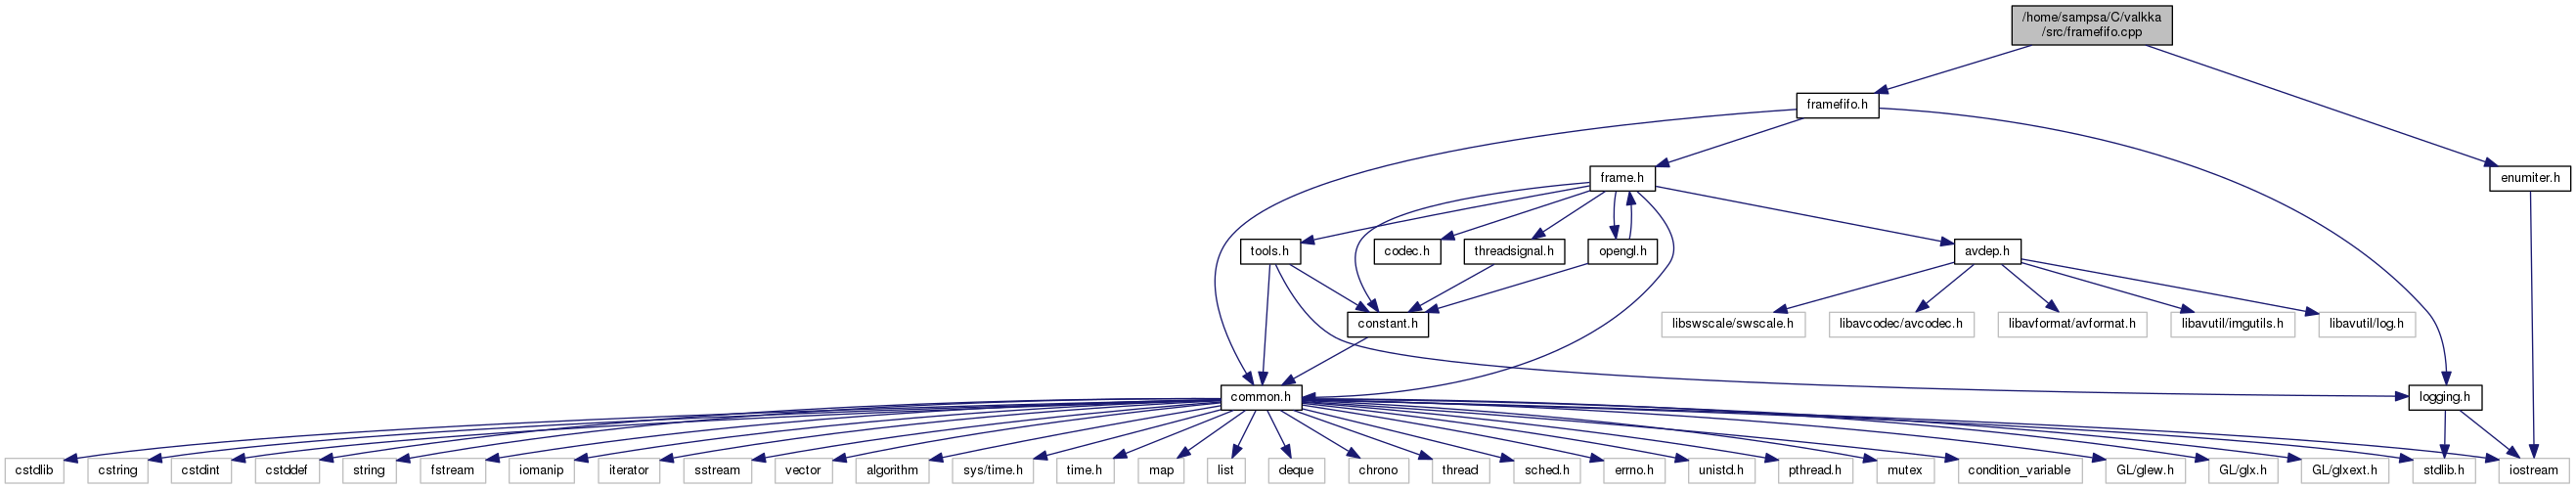 /home/sampsa/C/valkka
/src/framefifo.cpp
framefifo.h
frame.h
enumiter.h
tools.h
codec.h
threadsignal.h
opengl.h
avdep.h
constant.h
libswscale/swscale.h
libavcodec/avcodec.h
libavformat/avformat.h
libavutil/imgutils.h
libavutil/log.h
common.h
logging.h
cstdlib
cstring
cstdint
cstddef
string
fstream
iomanip
iterator
sstream
vector
algorithm
sys/time.h
time.h
map
list
deque
chrono
thread
sched.h
errno.h
unistd.h
pthread.h
mutex
condition_variable
GL/glew.h
GL/glx.h
GL/glxext.h
stdlib.h
iostream